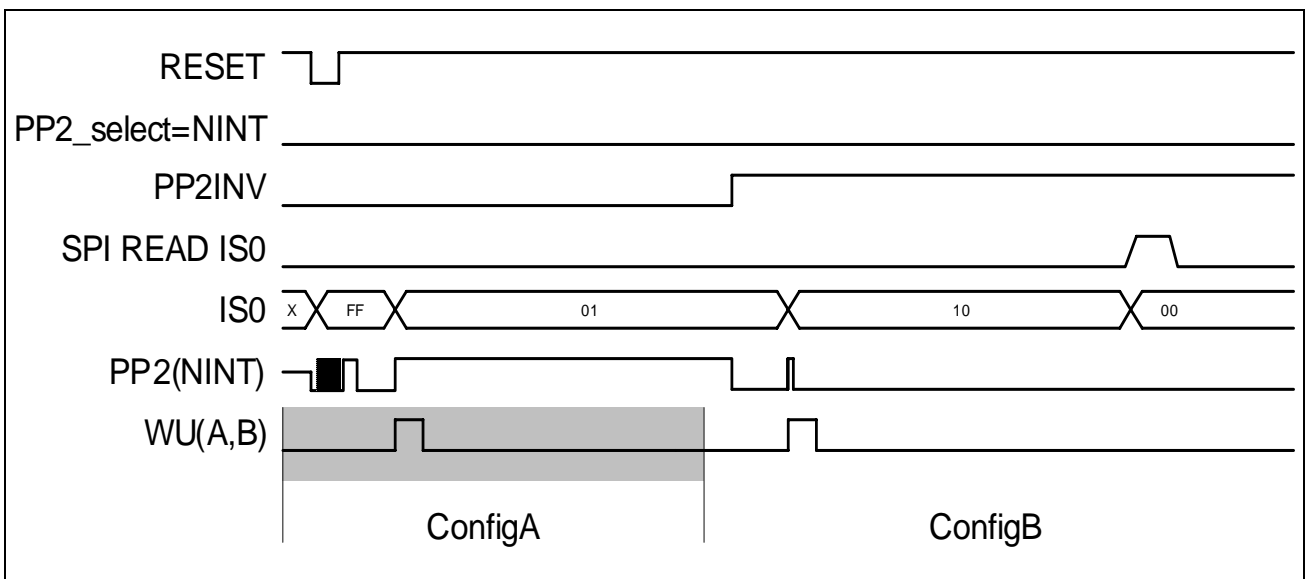 RESET
PP2_select=NINT
PP2INV
SPI READ IS0
IS0 X FF 01 10 00
PP2(NINT)
WU(A,B)
ConfigA ConfigB